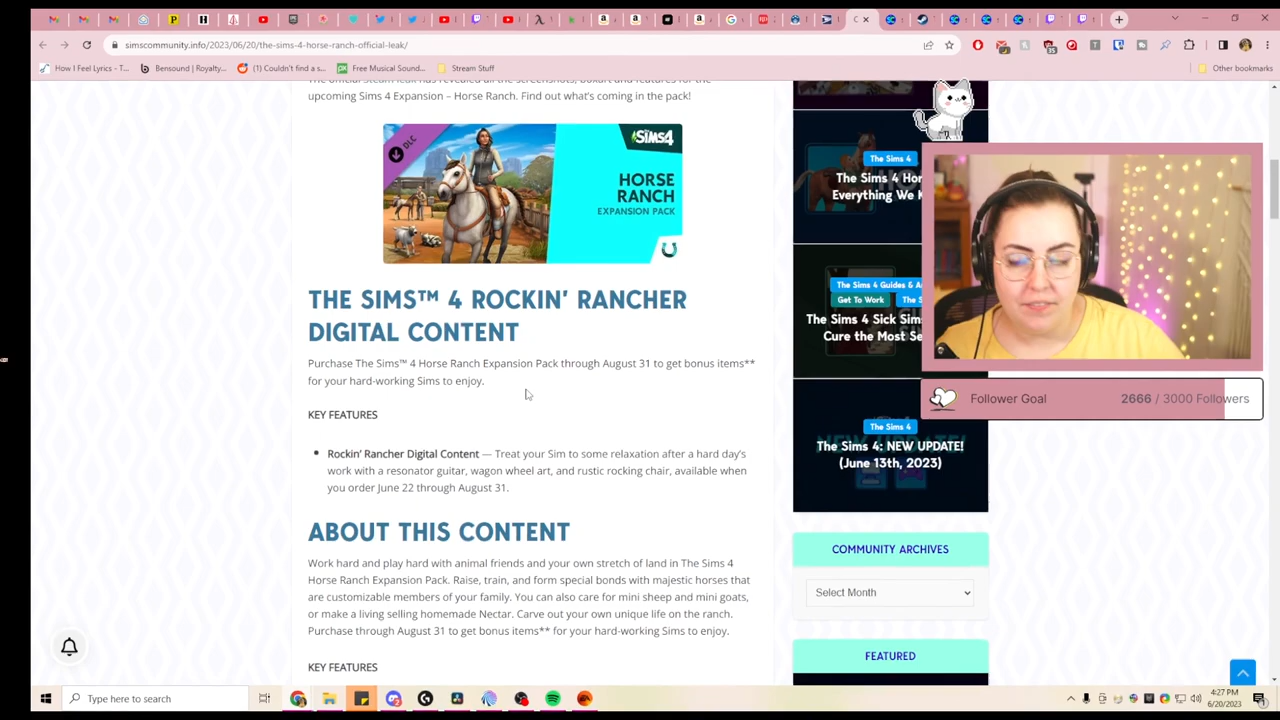 simscommunity.info/2023/06/20/the-sims-4-horse-ranch-official-leak/
How I Feel Lyrics - T...
Bensound | Royalty...
(1) Couldn't find a s...
Free Musical Sound...
Stream Stuff
Other bookmarks
upcoming Sims 4 Expansion – Horse Ranch. Find out what's coming in the pack!
DLC
THE SIMS 4
HORSE
RANCH
EXPANSION PACK
THE SIMS™ 4 ROCKIN' RANCHER
DIGITAL CONTENT
Purchase The Sims™ 4 Horse Ranch Expansion Pack through August 31 to get bonus items**
for your hard-working Sims to enjoy.
KEY FEATURES
Rockin' Rancher Digital Content — Treat your Sim to some relaxation after a hard day's
work with a resonator guitar, wagon wheel art, and rustic rocking chair, available when
you order June 22 through August 31.
ABOUT THIS CONTENT
Work hard and play hard with animal friends and your own stretch of land in The Sims 4
Horse Ranch Expansion Pack. Raise, train, and form special bonds with majestic horses that
are customizable members of your family. You can also care for mini sheep and mini goats,
or make a living selling homemade Nectar. Carve out your own unique life on the ranch.
Purchase through August 31 to get bonus items** for your hard-working Sims to enjoy.
KEY FEATURES
The Sims 4
The Sims 4 Hor
Everything We K
The Sims 4 Guides & A
Get To Work
The S
The Sims 4 Sick Sim
Cure the Most Se
Follower Goal
2666 / 3000 Followers
The Sims 4
The Sims 4: NEW UPDATE!
(June 13th, 2023)
COMMUNITY ARCHIVES
Select Month
FEATURED
Type here to search
4:27 PM
6/20/2023